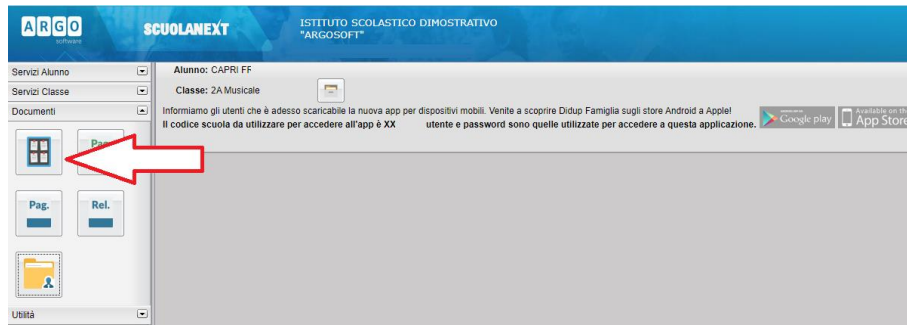 ARGO
software
SCUOLANEXT
ISTITUTO SCOLASTICO DIMOSTRATIVO
"ARGOSOFT"
Servizi Alunno
Servizi Classe
Documenti
Alunno: CAPRI FF
Classe: 2A Musicale
Informiamo gli utenti che è adesso scaricabile la nuova app per dispositivi mobili. Venite a scoprire Didup Famiglia sugli store Android a Apple!
Il codice scuola da utilizzare per accedere all'app è XX utente e password sono quelle utilizzate per accedere a questa applicazione.
Google play
Available on th
App Store
Pag.
Rel.
Utilità